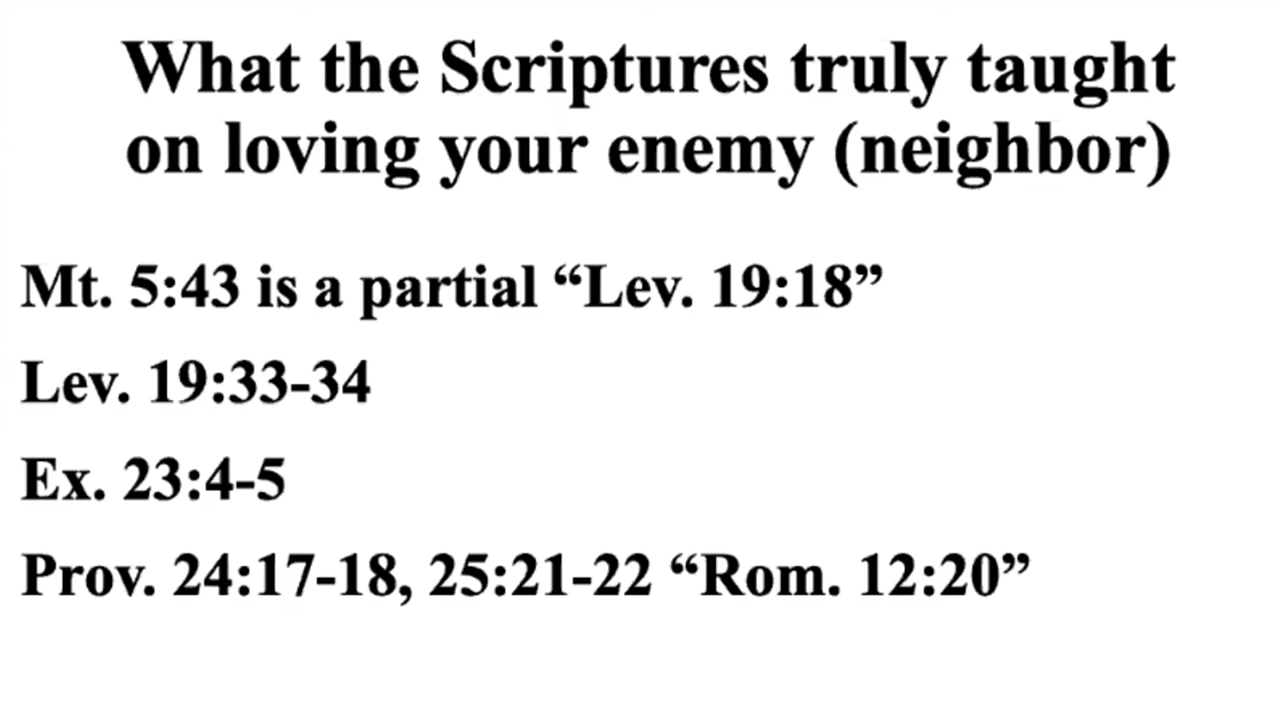 What the Scriptures truly taught
on loving your enemy (neighbor)
Mt. 5:43 is a partial “Lev. 19:18”
Lev. 19:33-34
Ex. 23:4-5
Prov. 24:17-18, 25:21-22 “Rom. 12:20”